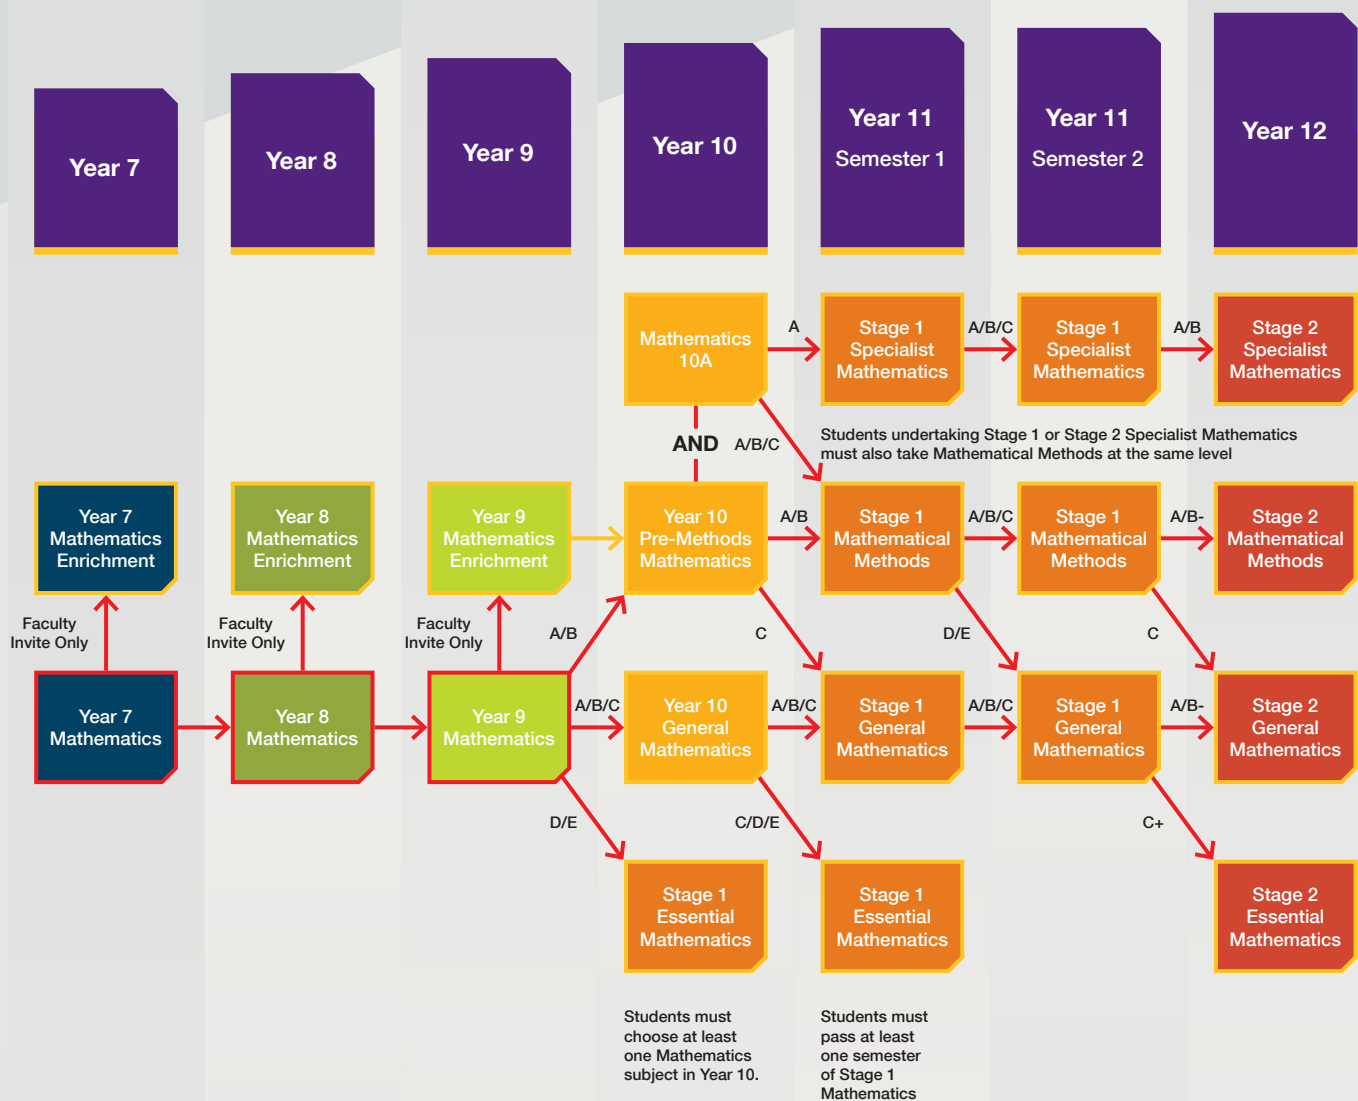 Year 7
Year 8
Year 9
Year 10
Year 11
Semester 1
Year 11
Semester 2
Year 12
Mathematics
10A
A
Stage 1
Specialist
Mathematics
A/B/C
Stage 1
Specialist
Mathematics
A/B
Stage 2
Specialist
Mathematics
AND
A/B/C
Students undertaking Stage 1 or Stage 2 Specialist Mathematics
must also take Mathematical Methods at the same level
Year 7
Mathematics
Enrichment
Year 8
Mathematics
Enrichment
Year 9
Mathematics
Enrichment
Year 10
Pre-Methods
Mathematics
A/B
Stage 1
Mathematical
Methods
A/B/C
Stage 1
Mathematical
Methods
A/B-
Stage 2
Mathematical
Methods
Faculty
Invite Only
Faculty
Invite Only
Faculty
Invite Only
A/B
C
D/E
C
Year 7
Mathematics
Year 8
Mathematics
Year 9
Mathematics
A/B/C
Year 10
General
Mathematics
A/B/C
Stage 1
General
Mathematics
A/B/C
Stage 1
General
Mathematics
A/B-
Stage 2
General
Mathematics
D/E
C/D/E
C+
Stage 1
Essential
Mathematics
Stage 1
Essential
Mathematics
Stage 2
Essential
Mathematics
Students must
choose at least
one Mathematics
subject in Year 10.
Students must
pass at least
one semester
of Stage 1
Mathematics